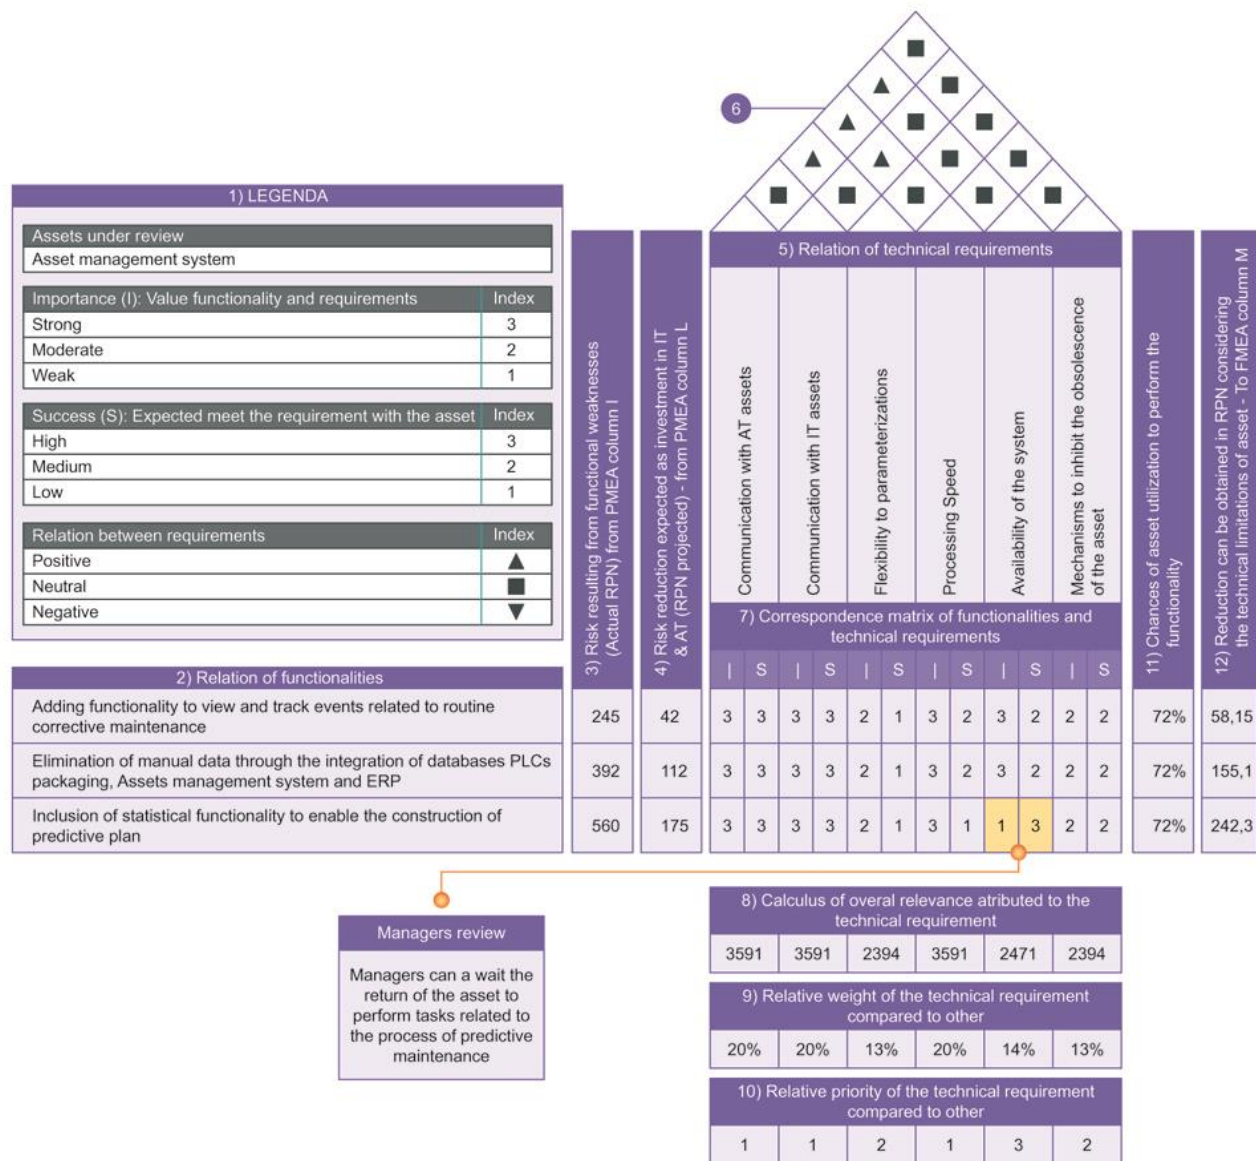 6
1) LEGENDA
Assets under review
Asset management system
Importance (I): Value functionality and requirements Index
Strong 3
Moderate 2
Weak 1
Success (S): Expected meet the requirement with the asset Index
High 3
Medium 2
Low 1
Relation between requirements Index
Positive ▲
Neutral ■
Negative ▼
2) Relation of functionalities
3) Risk resulting from functional weaknesses
(Actual RPN) from PMEA column I
4) Risk reduction expected as investment in IT
& AT (RPN projected) - from PMEA column L
5) Relation of technical requirements
Communication with AT assets
Communication with IT assets
Flexibility to parameterizations
Processing Speed
Availability of the system
Mechanisms to inhibit the obsolescence
of the asset
7) Correspondence matrix of functionalities and
technical requirements
| S | S | S | S | S | S
11) Chances of asset utilization to perform the
functionality
12) Reduction can be obtained in RPN considering
the technical limitations of asset - To FMEA column M
Adding functionality to view and track events related to routine
corrective maintenance
245 42 3 3 3 3 2 1 3 2 3 2 2 2 72% 58,15
Elimination of manual data through the integration of databases PLCs
packaging, Assets management system and ERP
392 112 3 3 3 3 2 1 3 2 3 2 2 2 72% 155,1
Inclusion of statistical functionality to enable the construction of
predictive plan
560 175 3 3 3 3 2 1 3 1 1 3 2 2 72% 242,3
Managers review
Managers can a wait the
return of the asset to
perform tasks related to
the process of predictive
maintenance
8) Calculus of overal relevance atributed to the
technical requirement
3591 3591 2394 3591 2471 2394
9) Relative weight of the technical requirement
compared to other
20% 20% 13% 20% 14% 13%
10) Relative priority of the technical requirement
compared to other
1 1 2 1 3 2